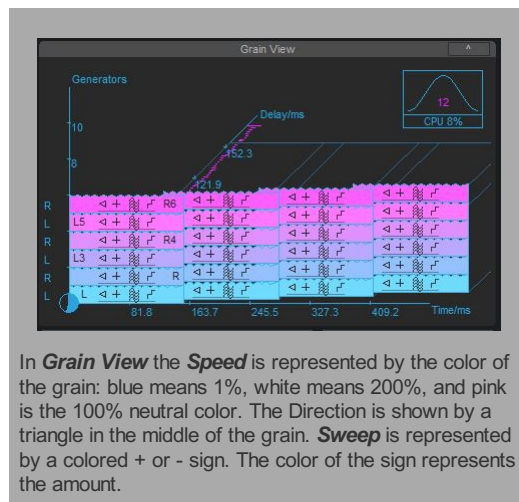 Grain View
^
Generators
12
CPU 8%
Delay/ms
10
152.3
8
121.9
R R6
L L5
R R4
L L3
R R
L L
81.8 163.7 245.5 327.3 409.2 Time/ms
In Grain View the Speed is represented by the color of
the grain: blue means 1%, white means 200%, and pink
is the 100% neutral color. The Direction is shown by a
triangle in the middle of the grain. Sweep is represented
by a colored + or - sign. The color of the sign represents
the amount.